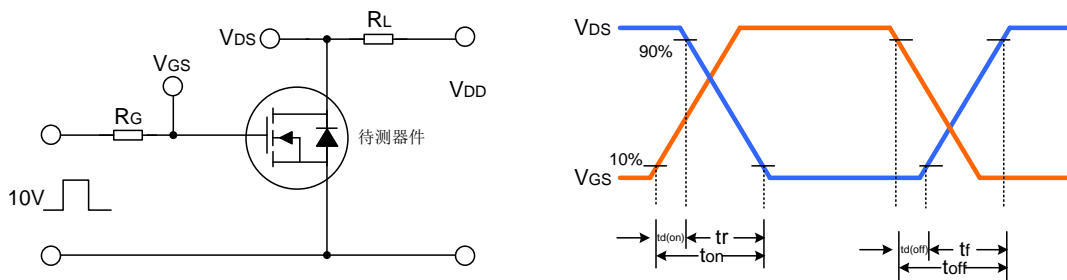 VDS
RL
VGS
VDD
RG
待测器件
10V
VDS
90%
10%
VGS
td(on)
tr
ton
td(off)
tf
toff